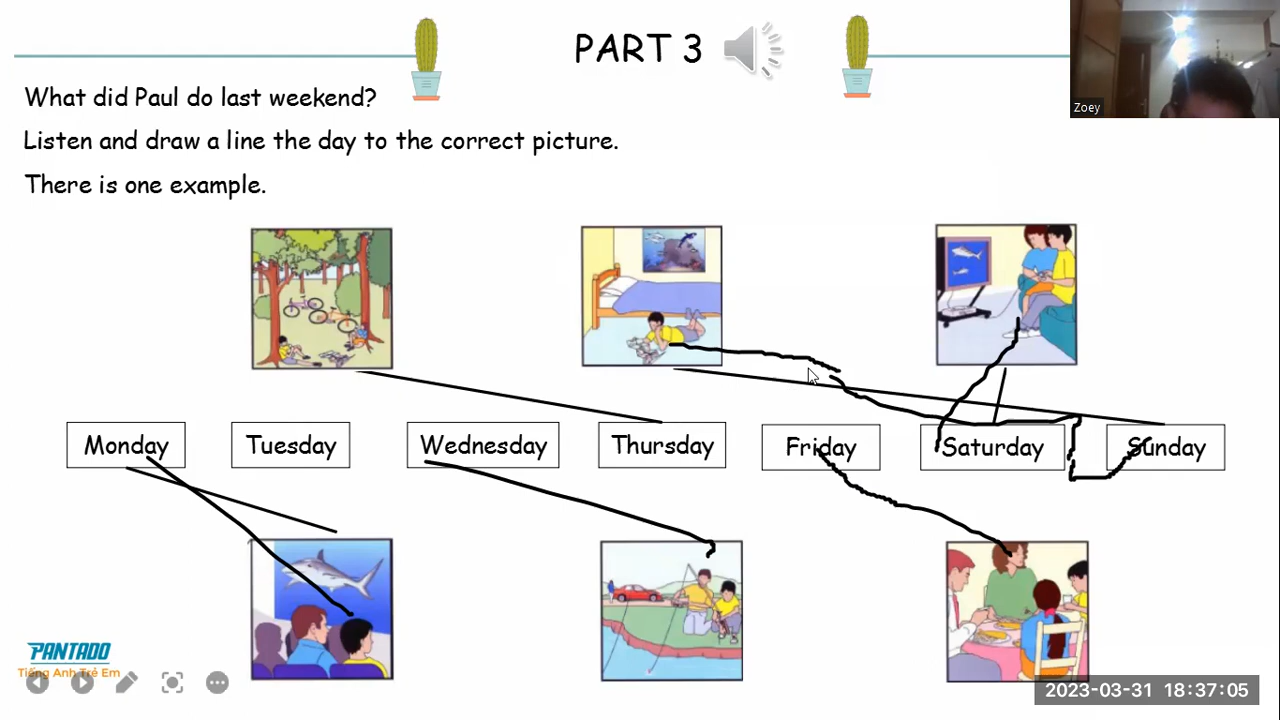 PART 3
Zoey
What did Paul do last weekend?
Listen and draw a line the day to the correct picture.
There is one example.
Monday
Tuesday
Wednesday
Thursday
Friday
Saturday
Sunday
PANTADO
Tiếng Anh Trẻ Em
2023-03-31 18:37:05